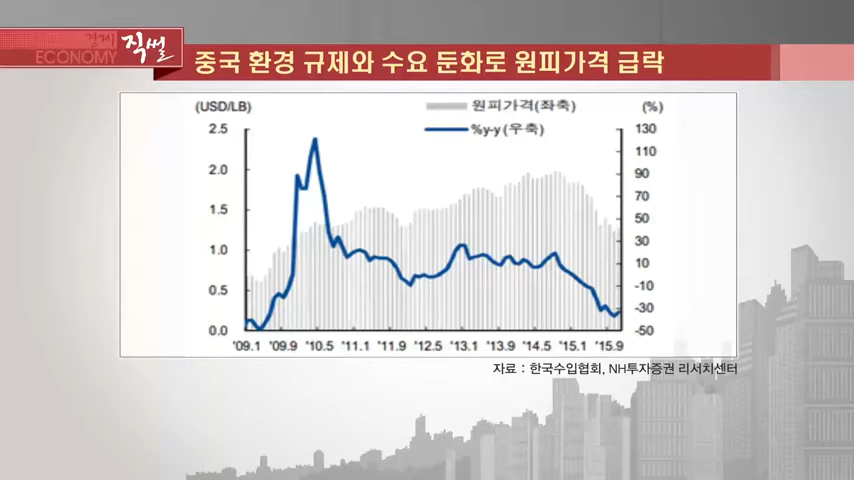 경제
ECONOMY
직썰
중국 환경 규제와 수요 둔화로 원피가격 급락
(USD/LB)
원피가격(좌축)
%y-y (우축)
(%)
2.5
2.0
1.5
1.0
0.5
0.0
130
110
90
70
50
30
10
-10
-30
-50
'09.1 '09.9 '10.5 '11.1 '11.9 '12.5 '13.1 '13.9 '14.5 '15.1 '15.9
자료 : 한국수입협회, NH투자증권 리서치센터